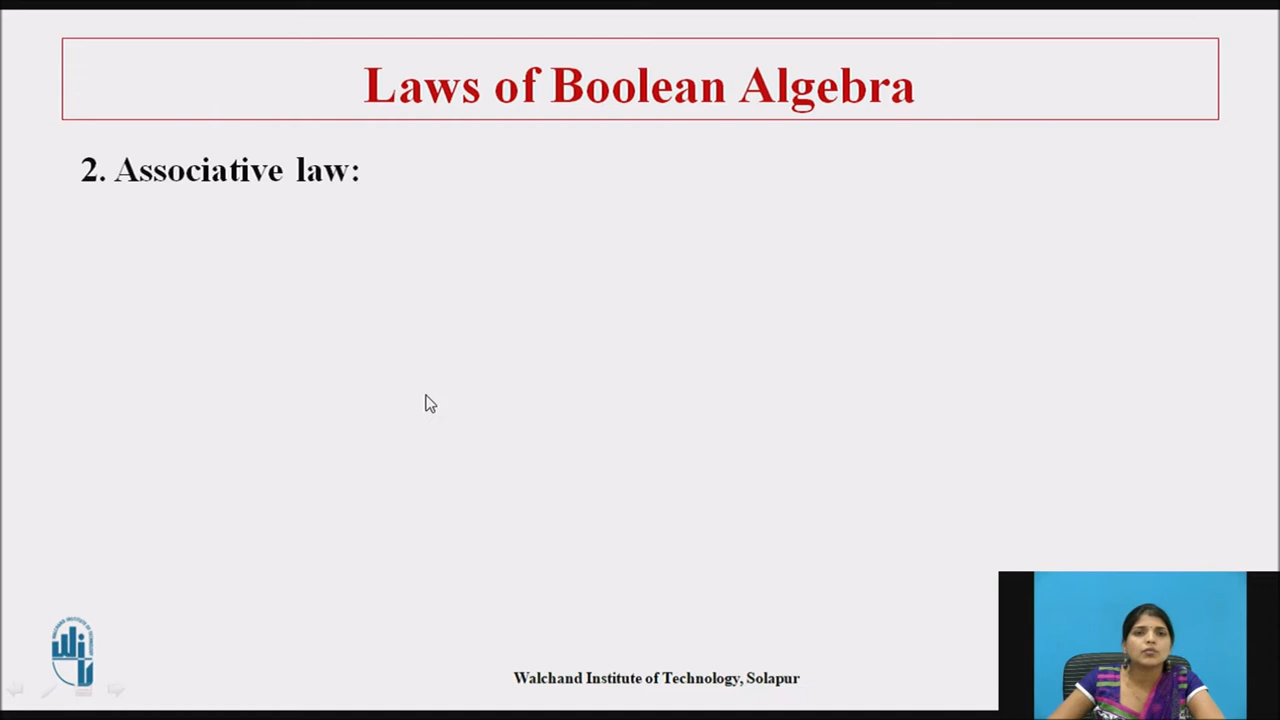 Laws of Boolean Algebra
2. Associative law:
Walchand Institute of Technology, Solapur